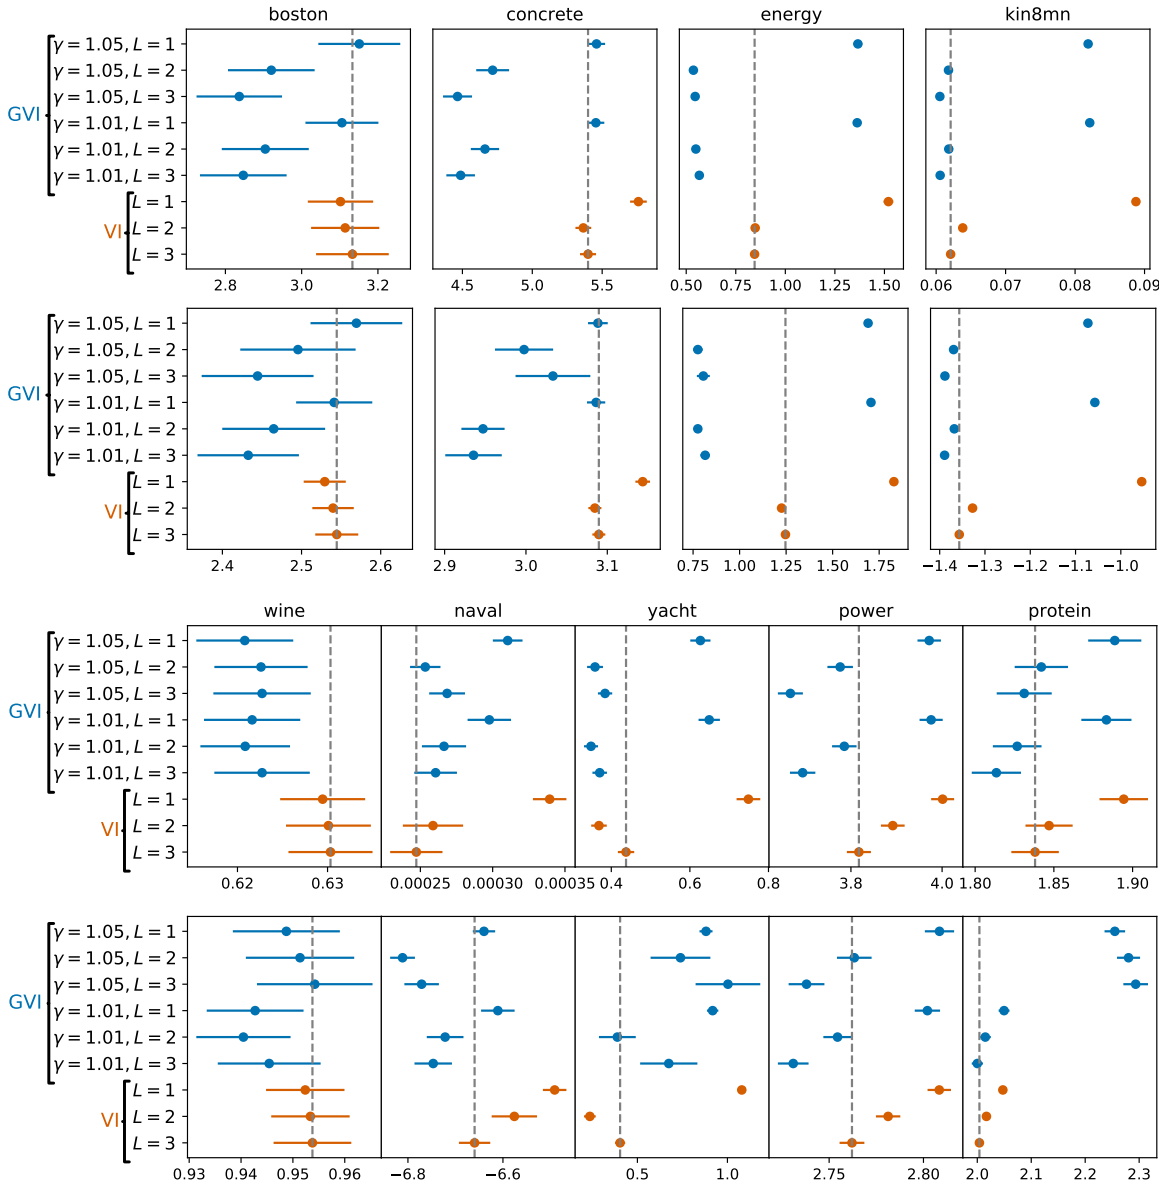 boston concrete energy kin8mn
γ = 1.05, L = 1
γ = 1.05, L = 2
γ = 1.05, L = 3
GVI
γ = 1.01, L = 1
γ = 1.01, L = 2
γ = 1.01, L = 3
L = 1
VI L = 2
L = 3
2.8 3.0 3.2 4.5 5.0 5.5 0.50 0.75 1.00 1.25 1.50 0.06 0.07 0.08 0.09
γ = 1.05, L = 1
γ = 1.05, L = 2
γ = 1.05, L = 3
GVI
γ = 1.01, L = 1
γ = 1.01, L = 2
γ = 1.01, L = 3
L = 1
VI L = 2
L = 3
2.4 2.5 2.6 2.9 3.0 3.1 0.75 1.00 1.25 1.50 1.75 −1.4 −1.3 −1.2 −1.1 −1.0
wine naval yacht power protein
γ = 1.05, L = 1
γ = 1.05, L = 2
γ = 1.05, L = 3
GVI
γ = 1.01, L = 1
γ = 1.01, L = 2
γ = 1.01, L = 3
L = 1
VI L = 2
L = 3
0.62 0.63 0.00025 0.00030 0.00035 0.4 0.6 0.8 3.8 4.0 1.80 1.85 1.90
γ = 1.05, L = 1
γ = 1.05, L = 2
γ = 1.05, L = 3
GVI
γ = 1.01, L = 1
γ = 1.01, L = 2
γ = 1.01, L = 3
L = 1
VI L = 2
L = 3
0.93 0.94 0.95 0.96 −6.8 −6.6 0.5 1.0 2.75 2.80 2.0 2.1 2.2 2.3